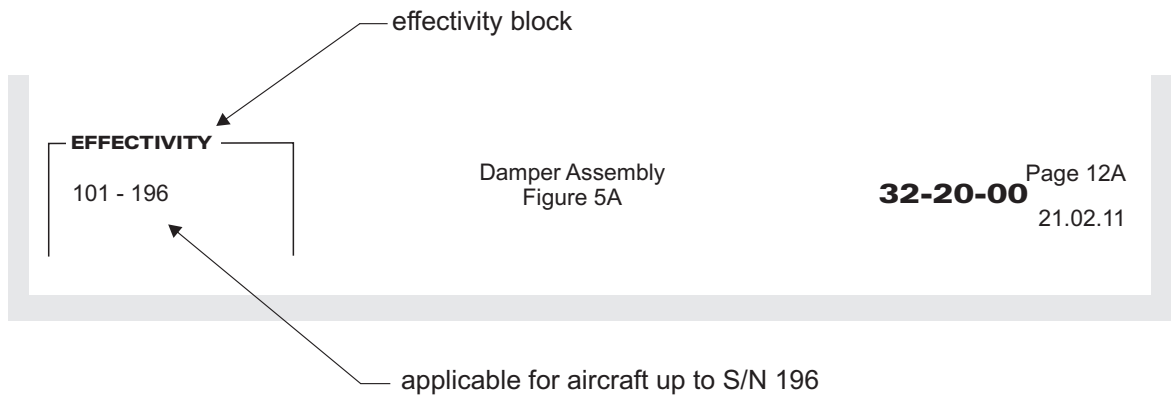 effectivity block
EFFECTIVITY
101 - 196
Damper Assembly
Figure 5A
32-20-00
Page 12A
21.02.11
applicable for aircraft up to S/N 196